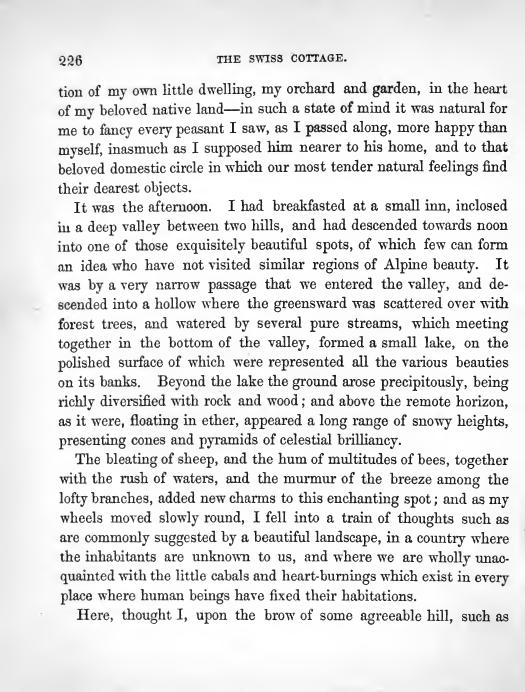 226 THE SWISS COTTAGE.
tion of my own little dwelling, my orchard and garden, in the heart
of my beloved native land—in such a state of mind it was natural for
me to fancy every peasant I saw, as I passed along, more happy than
myself, inasmuch as I supposed him nearer to his home, and to that
beloved domestic circle in which our most tender natural feelings find
their dearest objects.
It was the afternoon. I had breakfasted at a small inn, inclosed
in a deep valley between two hills, and had descended towards noon
into one of those exquisitely beautiful spots, of which few can form
an idea who have not visited similar regions of Alpine beauty. It
was by a very narrow passage that we entered the valley, and de-
scended into a hollow where the greensward was scattered over with
forest trees, and watered by several pure streams, which meeting
together in the bottom of the valley, formed a small lake, on the
polished surface of which were represented all the various beauties
on its banks. Beyond the lake the ground arose precipitously, being
richly diversified with rock and wood; and above the remote horizon,
as it were, floating in ether, appeared a long range of snowy heights,
presenting cones and pyramids of celestial brilliancy.
The bleating of sheep, and the hum of multitudes of bees, together
with the rush of waters, and the murmur of the breeze among the
lofty branches, added new charms to this enchanting spot; and as my
wheels moved slowly round, I fell into a train of thoughts such as
are commonly suggested by a beautiful landscape, in a country where
the inhabitants are unknown to us, and where we are wholly unac-
quainted with the little cabals and heart-burnings which exist in every
place where human beings have fixed their habitations.
Here, thought I, upon the brow of some agreeable hill, such as